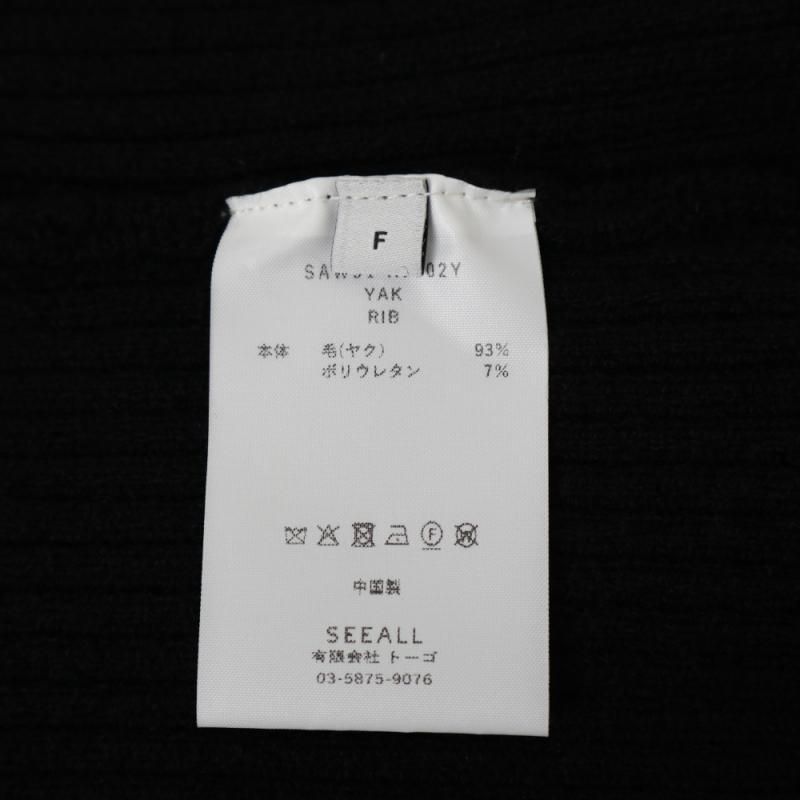 F
02Y
YAK
RIB
本体 毛(ヤク) 93%
ポリウレタン 7%
中国製
SEEALL
有限会社 トーゴ
03-5875-9076